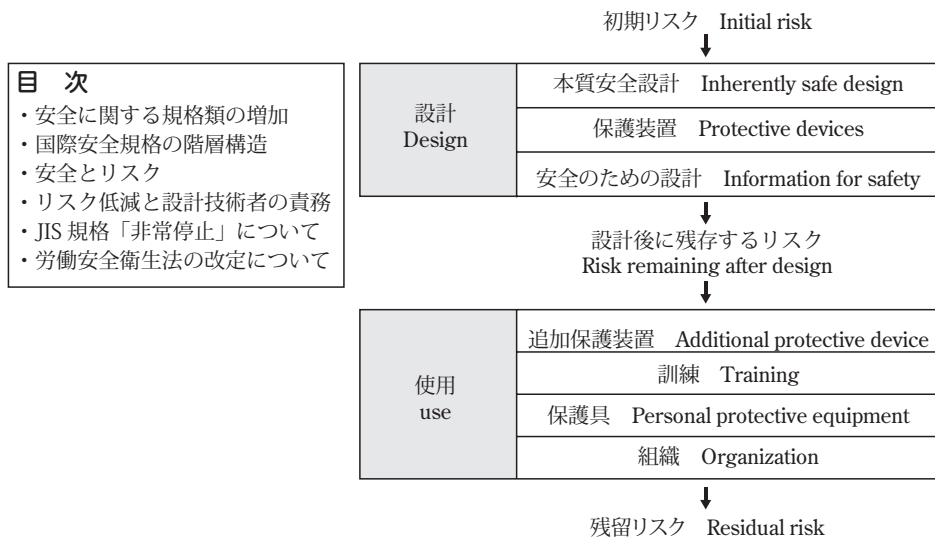 目 次
・安全に関する規格類の増加
・国際安全規格の階層構造
・安全とリスク
・リスク低減と設計技術者の責務
・JIS 規格「非常停止」について
・労働安全衛生法の改定について
初期リスク Initial risk
設計
Design
本質安全設計 Inherently safe design
保護装置 Protective devices
安全のための設計 Information for safety
設計後に残存するリスク
Risk remaining after design
使用
use
追加保護装置 Additional protective device
訓練 Training
保護具 Personal protective equipment
組織 Organization
残留リスク Residual risk